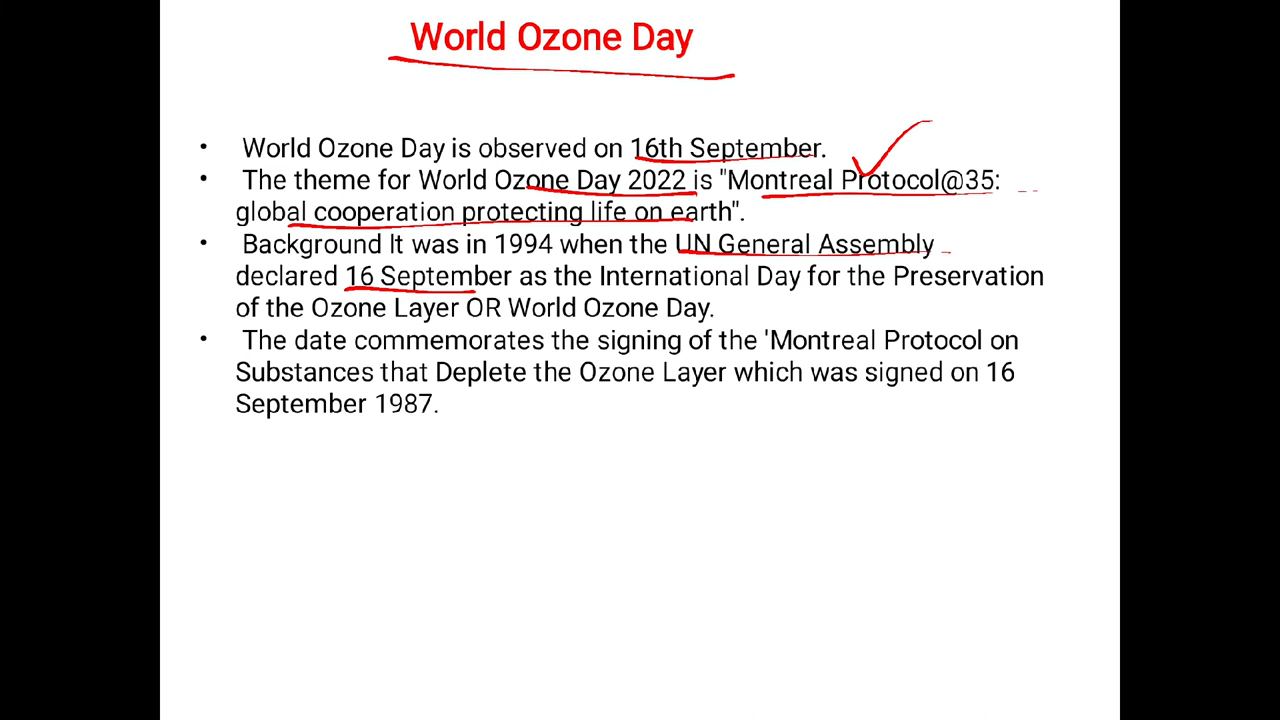 World Ozone Day
• World Ozone Day is observed on 16th September.
• The theme for World Ozone Day 2022 is "Montreal Protocol@35:
global cooperation protecting life on earth".
• Background It was in 1994 when the UN General Assembly
declared 16 September as the International Day for the Preservation
of the Ozone Layer OR World Ozone Day.
• The date commemorates the signing of the 'Montreal Protocol on
Substances that Deplete the Ozone Layer which was signed on 16
September 1987.